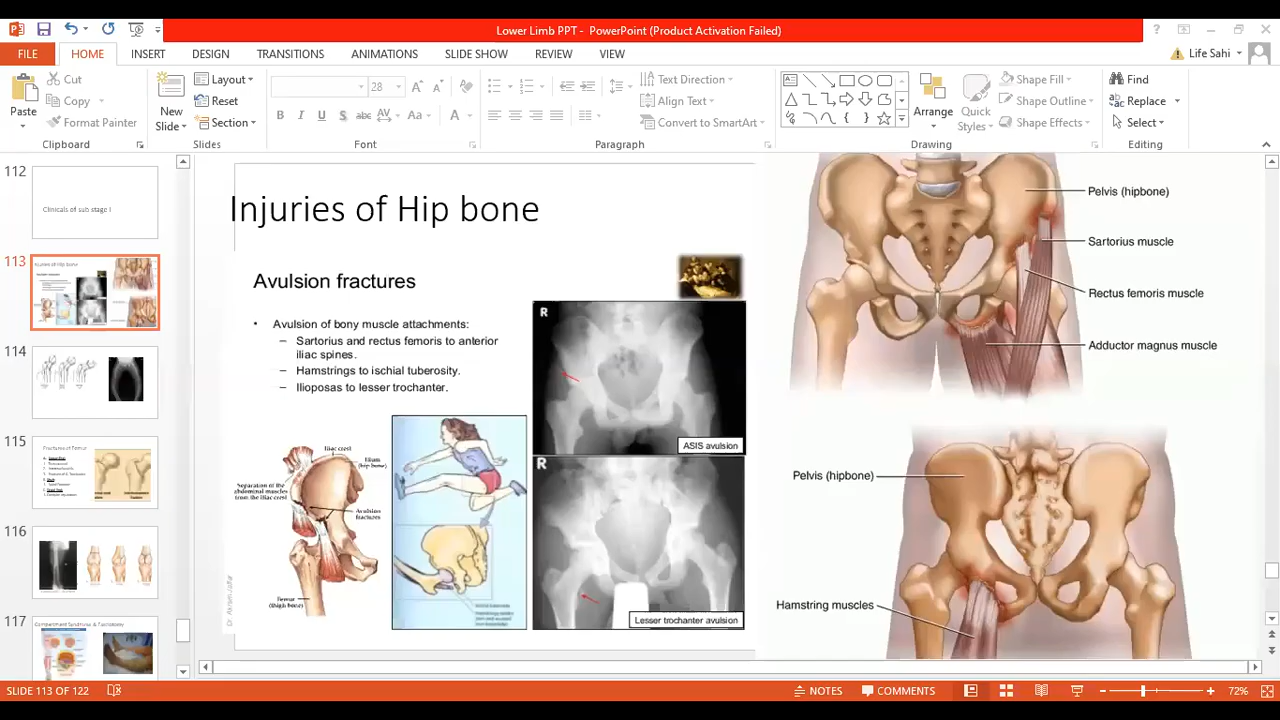 Lower Limb PPT - PowerPoint (Product Activation Failed)
FILE
HOME
INSERT
DESIGN
TRANSITIONS
ANIMATIONS
SLIDE SHOW
REVIEW
VIEW
Life Sahi
Paste
Cut
Copy
Format Painter
Clipboard
New
Slide
Layout
Reset
Section
Slides
28
Font
Text Direction
Align Text
Convert to SmartArt
Paragraph
Arrange
Quick
Styles
Shape Fill
Shape Outline
Shape Effects
Drawing
Find
Replace
Select
Editing
112
Clinicals of sub stage I
113
Injuries of Hip bone
114
115
Fractures of Femur
116
117
Compartment Syndrome & Fasciotomy
Injuries of Hip bone
Avulsion fractures
• Avulsion of bony muscle attachments:
– Sartorius and rectus femoris to anterior
iliac spines.
– Hamstrings to ischial tuberosity.
– Iliopsoas to lesser trochanter.
Iliac crest
Ilium
(hip bone)
Separation of the
abdominal muscles
from the iliac crest
Avulsion
fractures
Femur
(thigh bone)
R
ASIS avulsion
R
Lesser trochanter avulsion
Pelvis (hipbone)
Sartorius muscle
Rectus femoris muscle
Adductor magnus muscle
Pelvis (hipbone)
Hamstring muscles
SLIDE 113 OF 122
NOTES
COMMENTS
72%